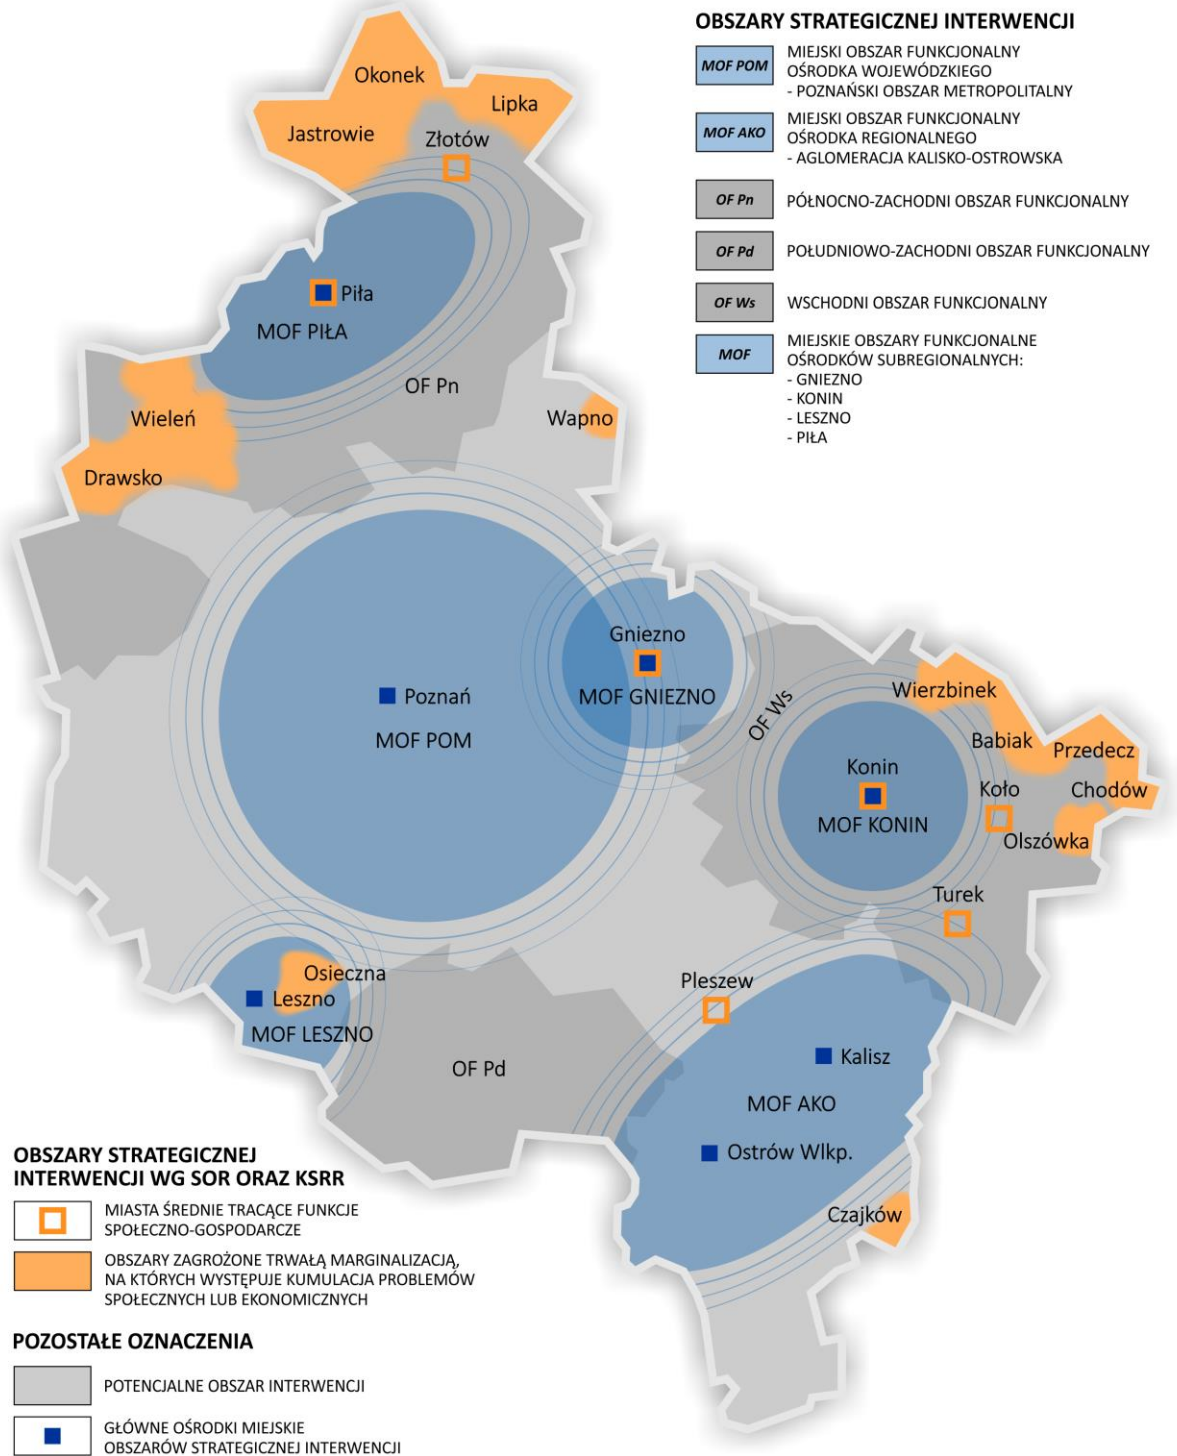 OBSZARY STRATEGICZNEJ INTERWENCJI
MOF POM
MIEJSKI OBSZAR FUNKCJONALNY
OŚRODKA WOJEWÓDZKIEGO
- POZNAŃSKI OBSZAR METROPOLITALNY
MOF AKO
MIEJSKI OBSZAR FUNKCJONALNY
OŚRODKA REGIONALNEGO
- AGLOMERACJA KALISKO-OSTROWSKA
OF Pn
PÓŁNOCNO-ZACHODNI OBSZAR FUNKCJONALNY
OF Pd
POŁUDNIOWO-ZACHODNI OBSZAR FUNKCJONALNY
OF Ws
WSCHODNI OBSZAR FUNKCJONALNY
MOF
MIEJSKIE OBSZARY FUNKCJONALNE
OŚRODKÓW SUBREGIONALNYCH:
- GNIEZNO
- KONIN
- LESZNO
- PIŁA
Okonek
Lipka
Jastrowie
Złotów
Piła
MOF PIŁA
OF Pn
Wieleń
Wapno
Drawsko
Gniezno
MOF GNIEZNO
Poznań
MOF POM
OF Ws
Wierzbinek
Babiak
Przedecz
Konin
Koło
Chodów
MOF KONIN
Olszówka
Turek
Osieczna
Leszno
MOF LESZNO
Pleszew
Kalisz
OF Pd
MOF AKO
Ostrów Wlkp.
Czajków
OBSZARY STRATEGICZNEJ
INTERWENCJI WG SOR ORAZ KSRR
MIASTA ŚREDNIE TRACĄCE FUNKCJE
SPOŁECZNO-GOSPODARCZE
OBSZARY ZAGROŻONE TRWAŁĄ MARGINALIZACJĄ,
NA KTÓRYCH WYSTĘPUJE KUMULACJA PROBLEMÓW
SPOŁECZNYCH LUB EKONOMICZNYCH
POZOSTAŁE OZNACZENIA
POTENCJALNE OBSZAR INTERWENCJI
GŁÓWNE OŚRODKI MIEJSKIE
OBSZARÓW STRATEGICZNEJ INTERWENCJI